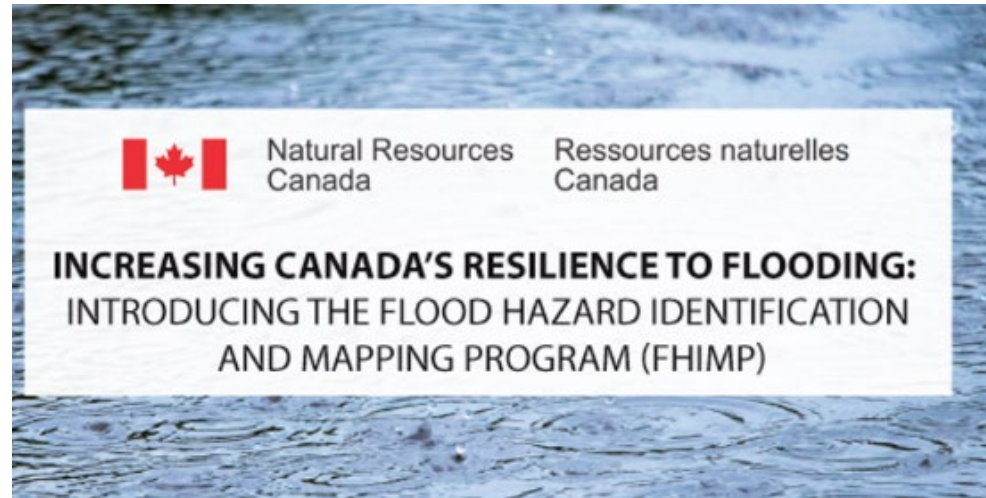 Natural Resources
Canada
Ressources naturelles
Canada
INCREASING CANADA'S RESILIENCE TO FLOODING:
INTRODUCING THE FLOOD HAZARD IDENTIFICATION
AND MAPPING PROGRAM (FHIMP)